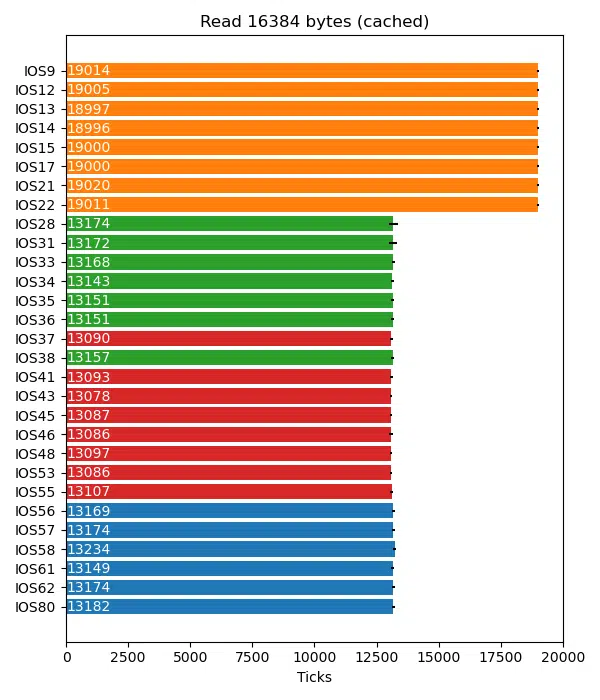 Read 16384 bytes (cached)
IOS9 19014
IOS12 19005
IOS13 18997
IOS14 18996
IOS15 19000
IOS17 19000
IOS21 19020
IOS22 19011
IOS28 13174
IOS31 13172
IOS33 13168
IOS34 13143
IOS35 13151
IOS36 13151
IOS37 13090
IOS38 13157
IOS41 13093
IOS43 13078
IOS45 13087
IOS46 13086
IOS48 13097
IOS53 13086
IOS55 13107
IOS56 13169
IOS57 13174
IOS58 13234
IOS61 13149
IOS62 13174
IOS80 13182
0 2500 5000 7500 10000 12500 15000 17500 20000
Ticks